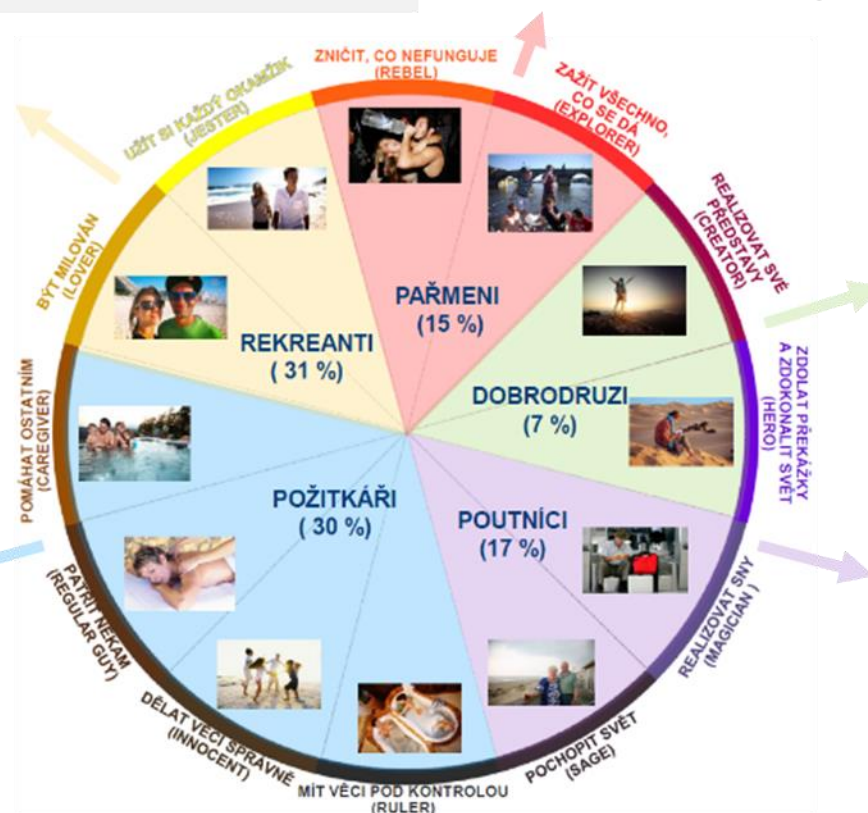 ZNIČIT, CO NEFUNGUJE
(REBEL)
ZAŽÍT VŠECHNO,
CO SE DÁ
(EXPLORER)
REALIZOVAT SVÉ
PŘEDSTAVY
(CREATOR)
ZDOLAT PŘEKÁŽKY
A ZDOKONALIT SVĚT
(HERO)
REALIZOVAT SNY
(MAGICIAN )
POCHOPIT SVĚT
(SAGE)
MÍT VĚCI POD KONTROLOU
(RULER)
DĚLAT VĚCI SPRÁVNĚ
(INNOCENT)
PATŘIT NĚKAM
(REGULAR GUY)
POMÁHAT OSTATNÍM
(CAREGIVER)
BÝT MILOVÁN
(LOVER)
UŽÍT SI KAŽDÝ OKAMŽIK
(JESTER)
PAŘMENI
(15 %)
REKREANTI
( 31 %)
DOBRODRUZI
(7 %)
POŽITKÁŘI
( 30 %)
POUTNÍCI
(17 %)